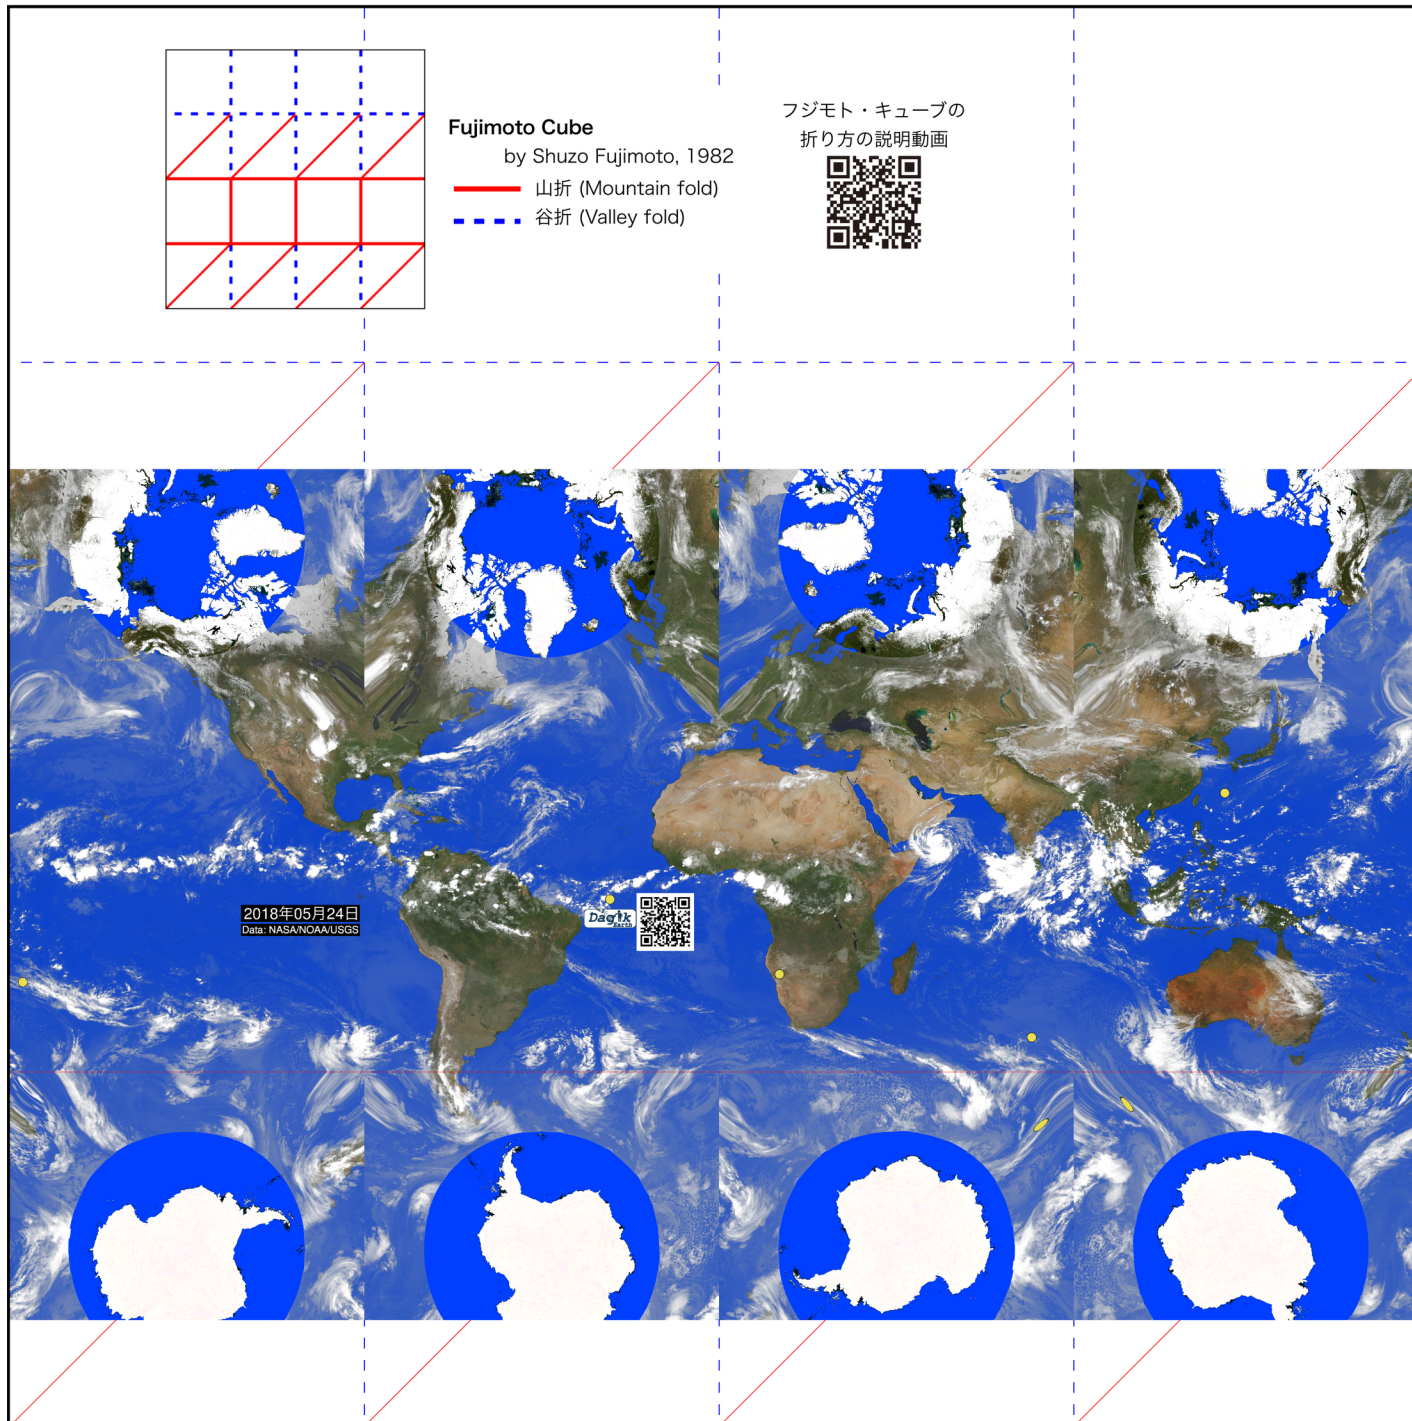 Fujimoto Cube
by Shuzo Fujimoto, 1982
山折 (Mountain fold)
谷折 (Valley fold)
フジモト・キューブの
折り方の説明動画
2018年05月24日
Data: NASA/NOAA/USGS
Dagik
Earth